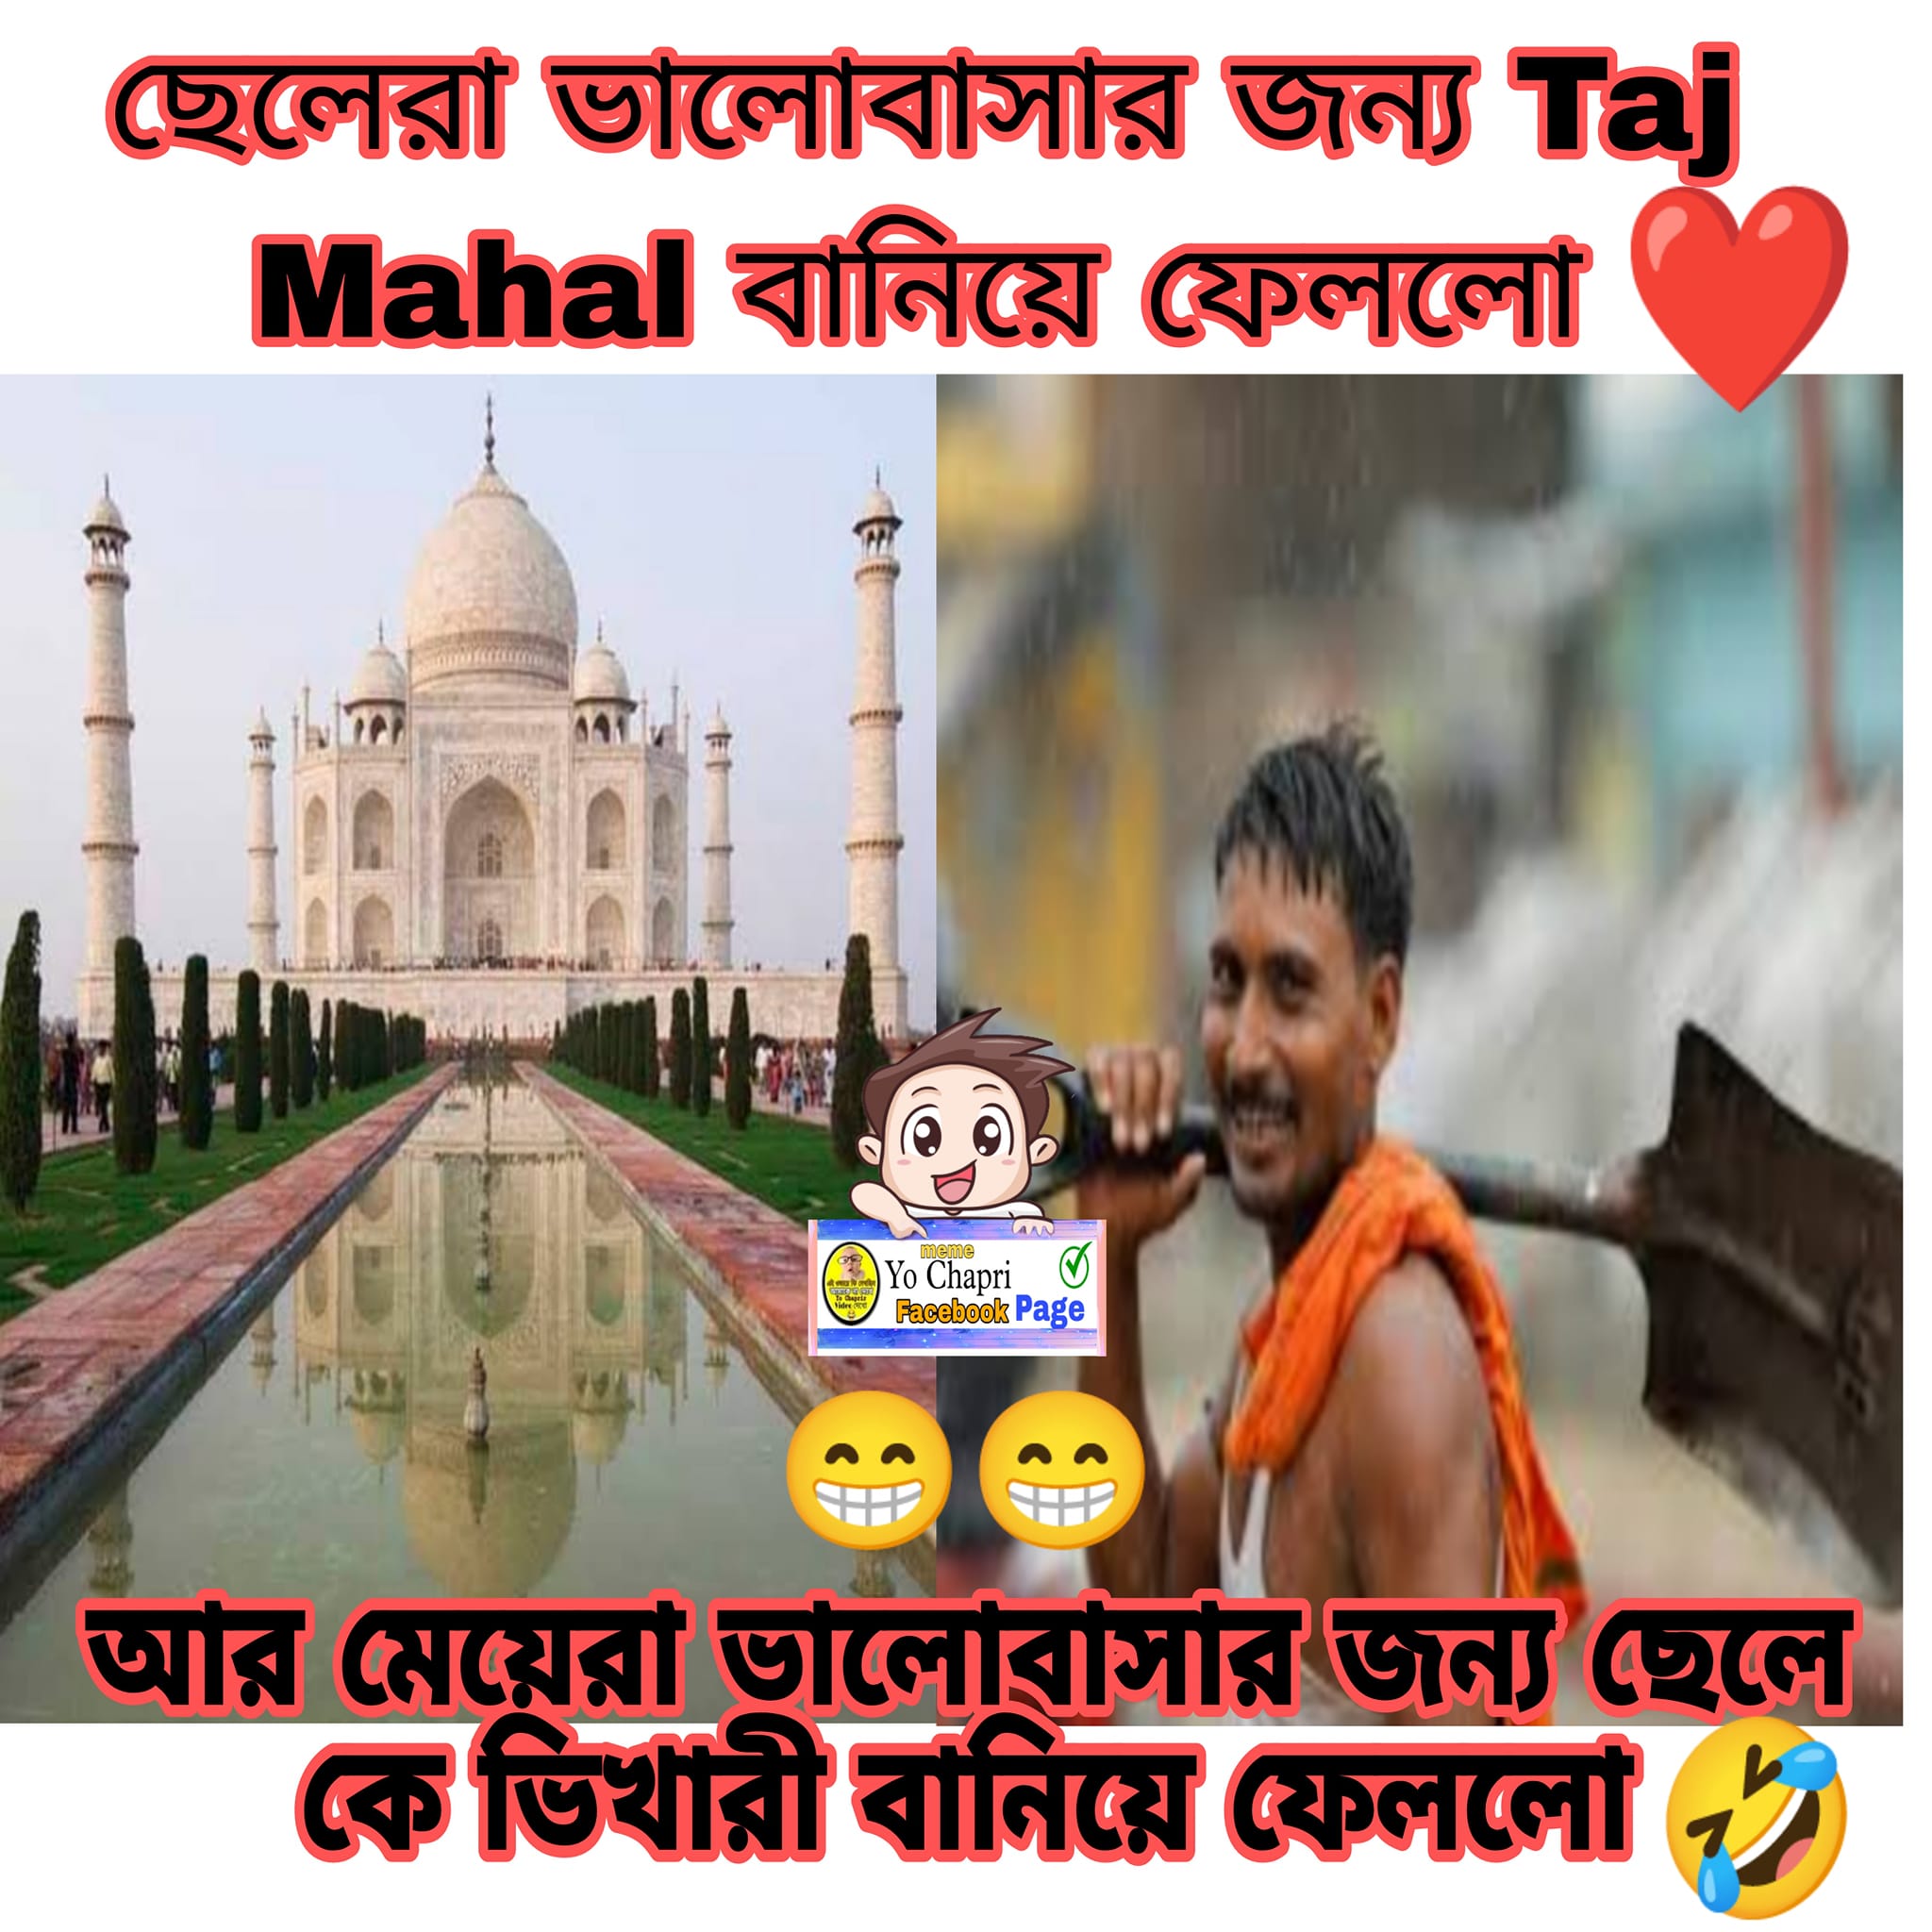 ছেলেরা ভালোবাসার জন্য Taj
Mahal বানিয়ে ফেললো
meme
Yo Chapri
Facebook Page
আর মেয়েরা ভালোবাসার জন্য ছেলে
কে ভিখারী বানিয়ে ফেললো